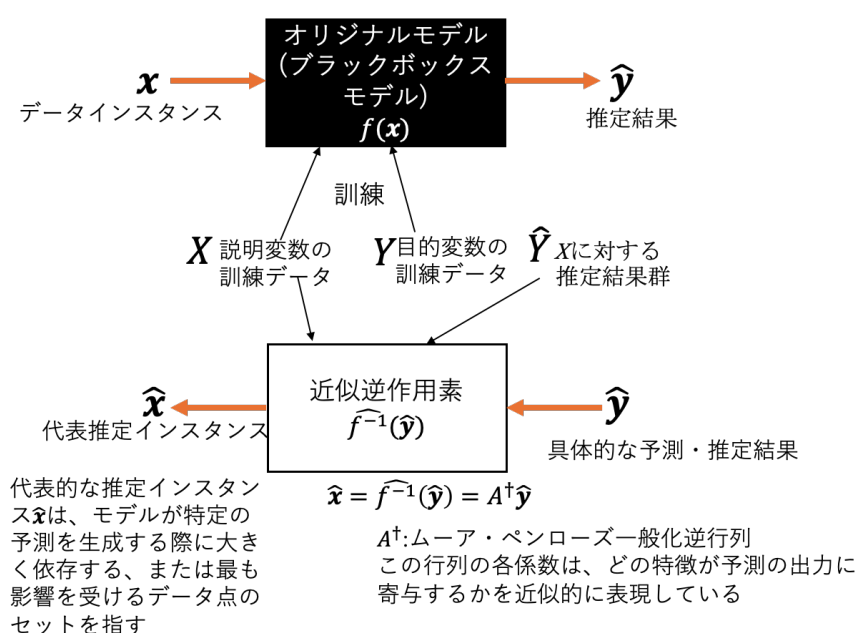 オリジナルモデル
(ブラックボックス
モデル)
f(x)
x
データインスタンス
ŷ
推定結果
訓練
X 説明変数の
訓練データ
Y 目的変数の
訓練データ
Ŷ Xに対する
推定結果群
近似逆作用素
\widehat{f^{-1}}(ŷ)
x̂
代表推定インスタンス
ŷ
具体的な予測・推定結果
x̂ = \widehat{f^{-1}}(ŷ) = A†ŷ
代表的な推定インスタン
スx̂は、モデルが特定の
予測を生成する際に大き
く依存する、または最も
影響を受けるデータ点の
セットを指す
A†:ムーア・ペンローズ一般化逆行列
この行列の各係数は、どの特徴が予測の出力に
寄与するかを近似的に表現している